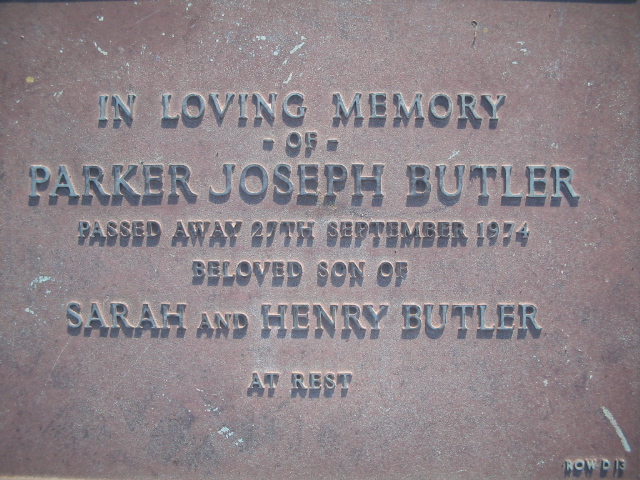 IN LOVING MEMORY
- OF -
PARKER JOSEPH BUTLER
PASSED AWAY 27TH SEPTEMBER 1974
BELOVED SON OF
SARAH AND HENRY BUTLER
AT REST
ROW D 13